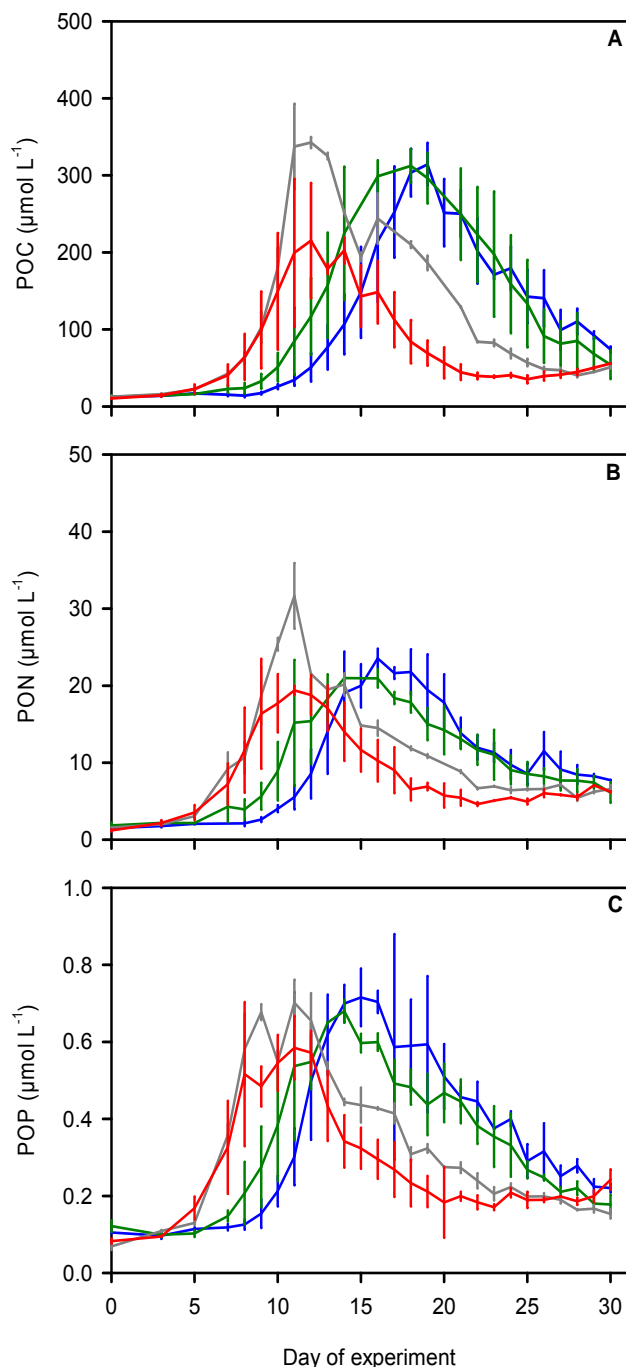 A
500
400
300
200
100
0
POC (µmol L⁻¹)
B
50
40
30
20
10
0
PON (µmol L⁻¹)
C
1.0
0.8
0.6
0.4
0.2
0.0
POP (µmol L⁻¹)
0 5 10 15 20 25 30
Day of experiment